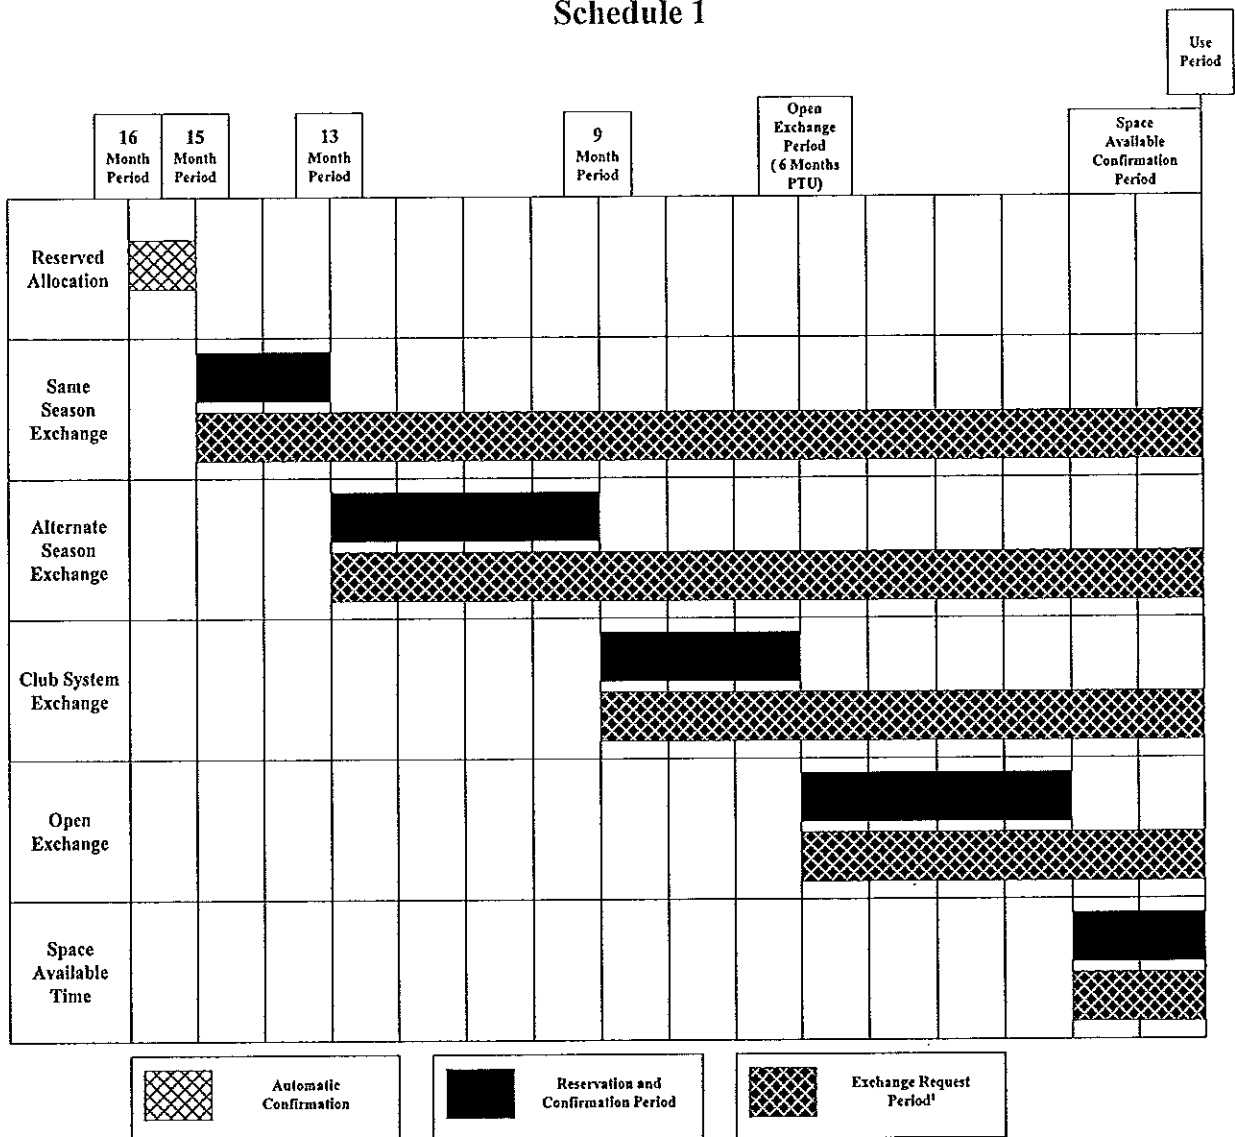 Schedule 1
Use
Period
16
Month
Period
15
Month
Period
13
Month
Period
9
Month
Period
Open
Exchange
Period
( 6 Months
PTU)
Space
Available
Confirmation
Period
Reserved
Allocation
Same
Season
Exchange
Alternate
Season
Exchange
Club System
Exchange
Open
Exchange
Space
Available
Time
Automatic
Confirmation
Reservation and
Confirmation Period
Exchange Request
Period¹